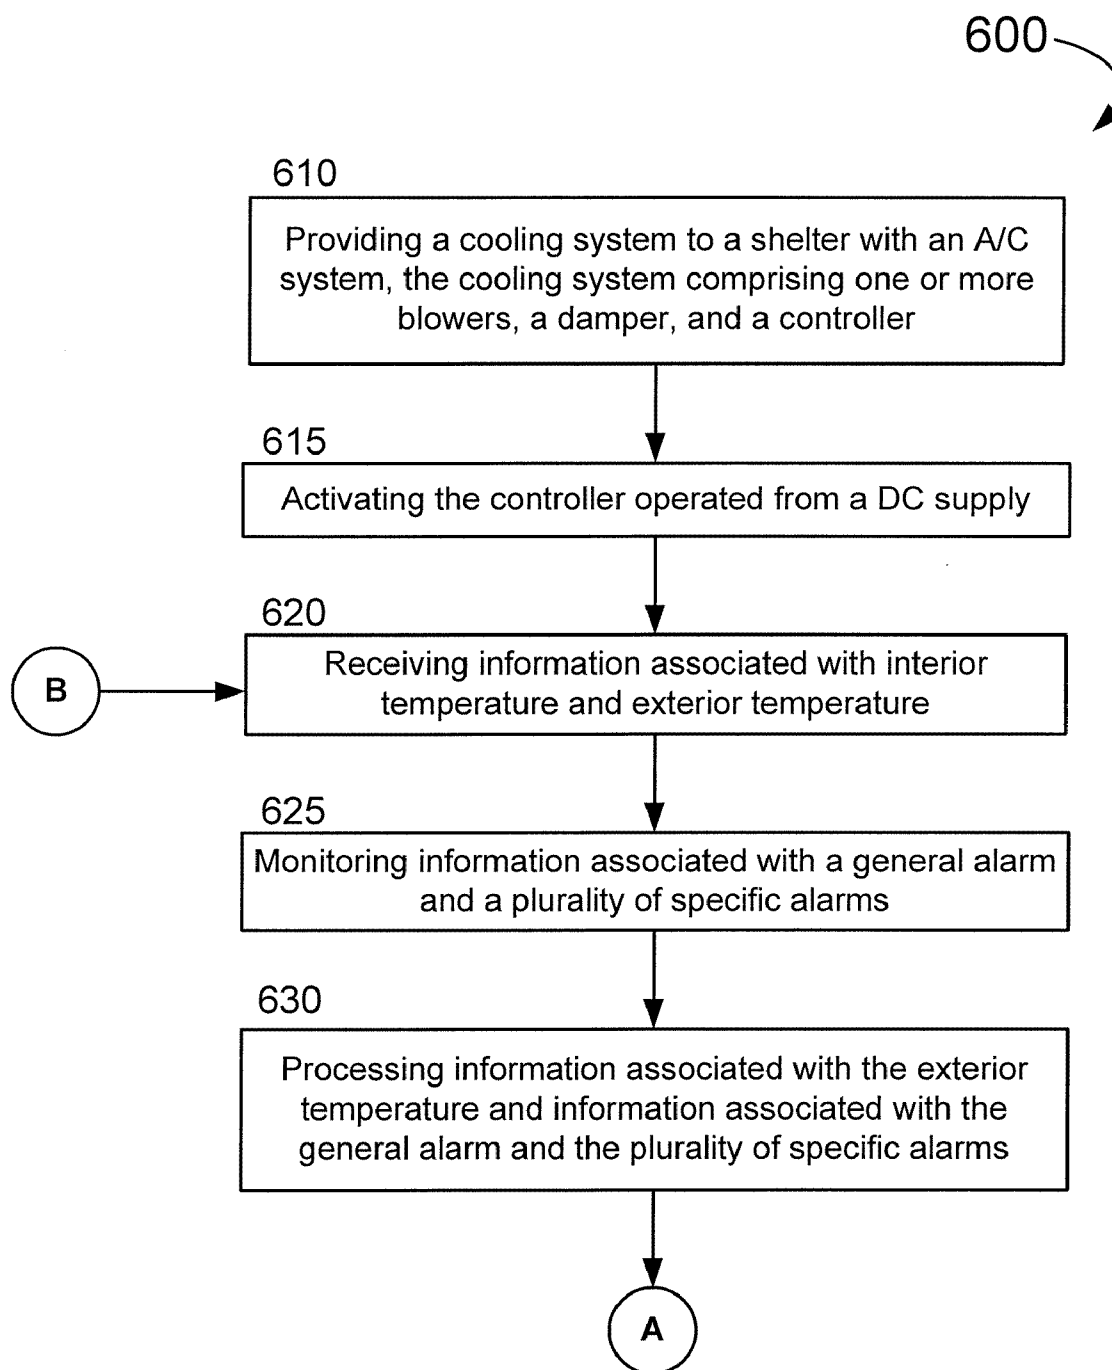 600
610
Providing a cooling system to a shelter with an A/C
system, the cooling system comprising one or more
blowers, a damper, and a controller
615
Activating the controller operated from a DC supply
620
B
Receiving information associated with interior
temperature and exterior temperature
625
Monitoring information associated with a general alarm
and a plurality of specific alarms
630
Processing information associated with the exterior
temperature and information associated with the
general alarm and the plurality of specific alarms
A